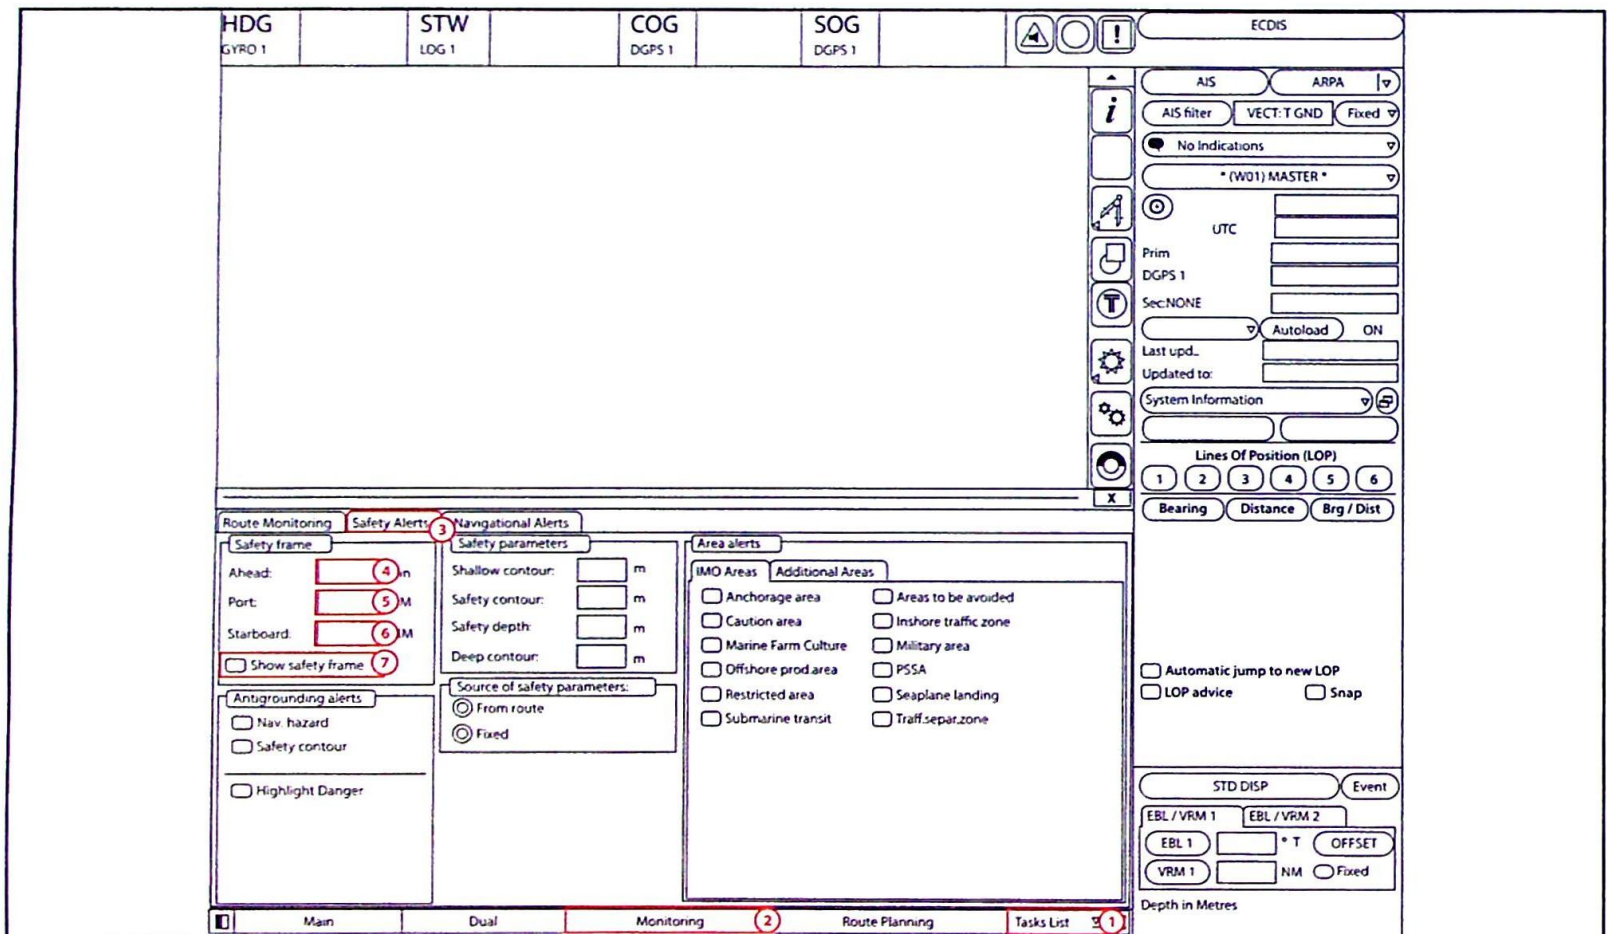 HDG STW COG SOG
GYRO 1 LOG 1 DGPS 1 DGPS 1
!
ECDIS
AIS ARPA
AIS filter VECT: T GND Fixed
No Indications
* (W01) MASTER *
UTC
Prim
DGPS 1
Sec:NONE
Autoload ON
Last upd..
Updated to:
System Information
Lines Of Position (LOP)
1 2 3 4 5 6
Bearing Distance Brg / Dist
Automatic jump to new LOP
LOP advice Snap
STD DISP Event
EBL / VRM 1 EBL / VRM 2
EBL 1 ° T OFFSET
VRM 1 NM Fixed
Depth in Metres
i
T
X
Route Monitoring Safety Alerts 3 Navigational Alerts
Safety frame
Ahead: 4
Port: 5 M
Starboard: 6 M
Show safety frame 7
Antigrounding alerts
Nav. hazard
Safety contour
Highlight Danger
Safety parameters
Shallow contour: m
Safety contour: m
Safety depth: m
Deep contour: m
Source of safety parameters:
From route
Fixed
Area alerts
IMO Areas Additional Areas
Anchorage area Areas to be avoided
Caution area Inshore traffic zone
Marine Farm Culture Military area
Offshore prod.area PSSA
Restricted area Seaplane landing
Submarine transit Traff.separ.zone
Main Dual Monitoring 2 Route Planning Tasks List 1